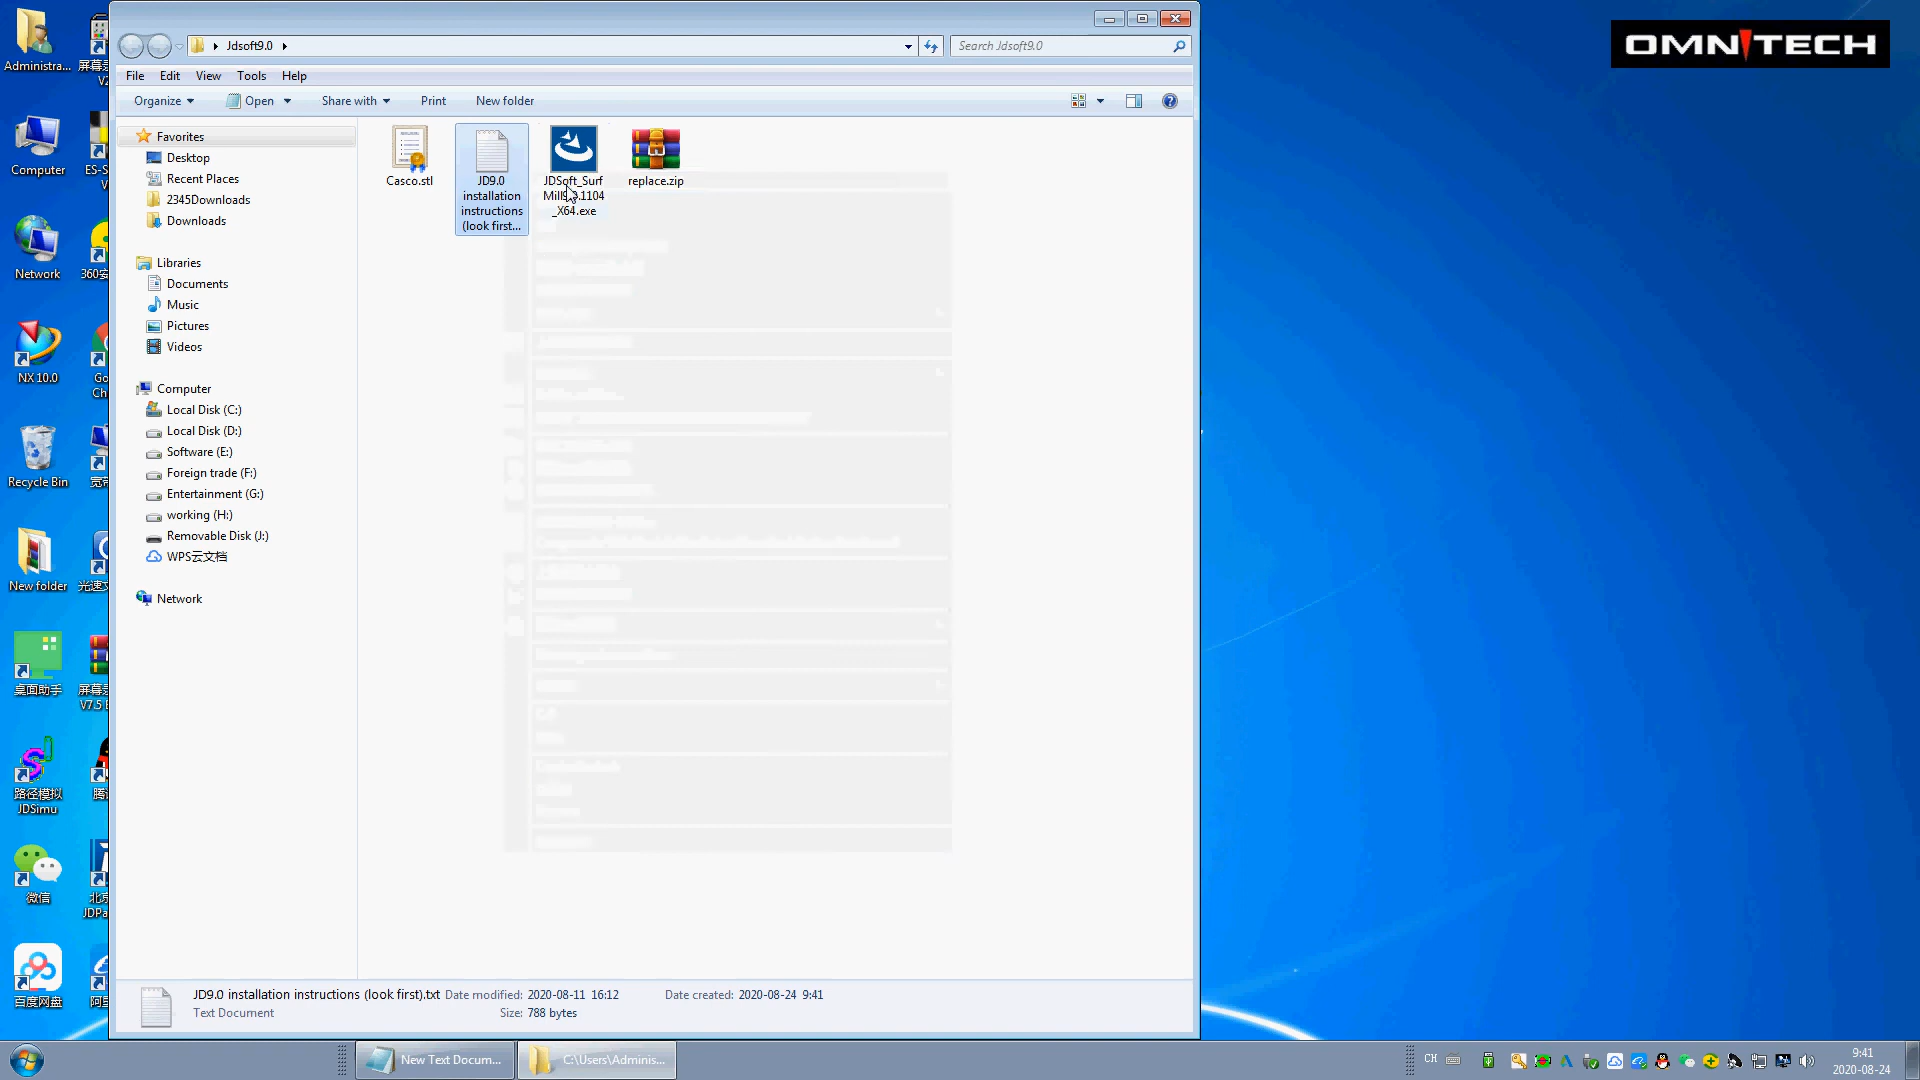 OMNITECH
Jdsoft9.0
Search Jdsoft9.0
File Edit View Tools Help
Organize Open Share with Print New folder
Favorites
Desktop
Recent Places
2345Downloads
Downloads
Libraries
Documents
Music
Pictures
Videos
Computer
Local Disk (C:)
Local Disk (D:)
Software (E:)
Foreign trade (F:)
Entertainment (G:)
working (H:)
Removable Disk (J:)
WPS云文档
Network
Casco.stl
JD9.0
installation
instructions
(look first...
JDSoft_Surf
_X64.exe
replace.zip
Administra...
Computer
Network
NX 10.0
Recycle Bin
New folder
桌面助手
路径模拟
JDSimu
微信
百度网盘
JD9.0 installation instructions (look first).txt Date modified: 2020-08-11 16:12 Date created: 2020-08-24 9:41
Text Document Size: 788 bytes
New Text Docum...
C:\Users\Adminis...
CH
9:41
2020-08-24